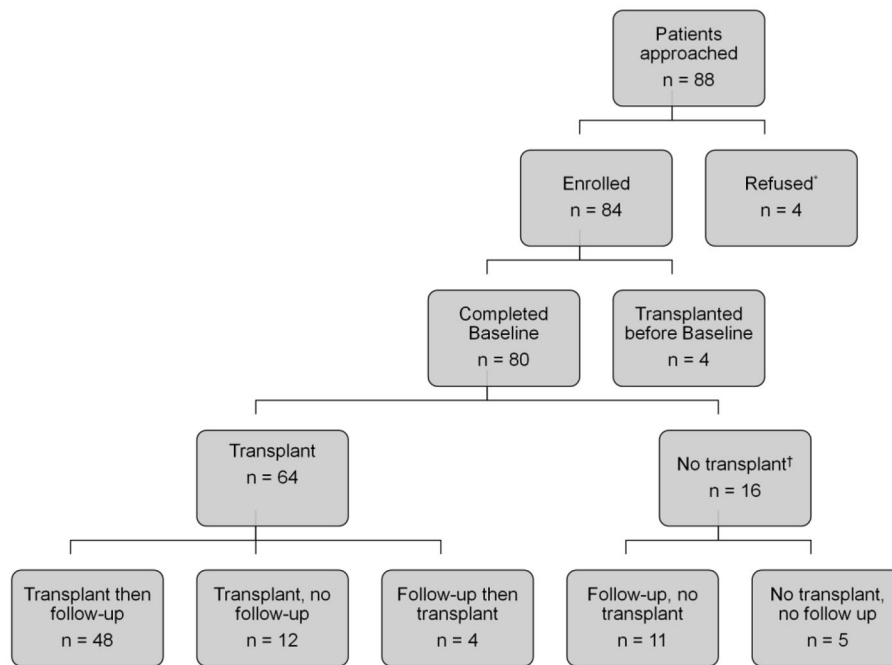 Patients
approached
n = 88
Enrolled
n = 84
Refused*
n = 4
Completed
Baseline
n = 80
Transplanted
before Baseline
n = 4
Transplant
n = 64
No transplant†
n = 16
Transplant then
follow-up
n = 48
Transplant, no
follow-up
n = 12
Follow-up then
transplant
n = 4
Follow-up, no
transplant
n = 11
No transplant,
no follow up
n = 5